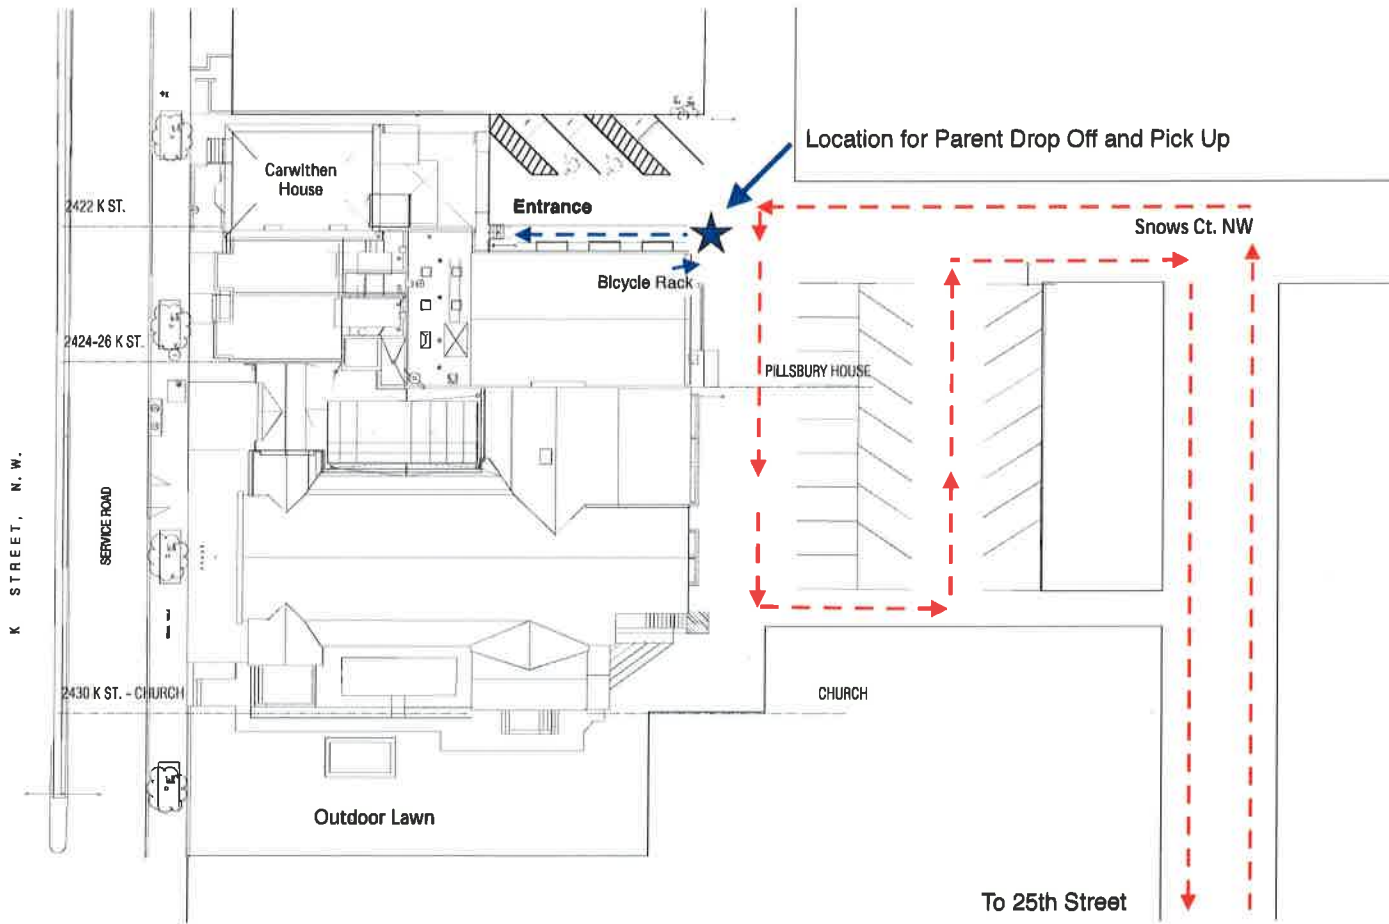 Location for Parent Drop Off and Pick Up
Carwithen
House
2422 K ST.
Entrance
Snows Ct. NW
Bicycle Rack
2424-26 K ST.
PILLSBURY HOUSE
K STREET, N.W.
SERVICE ROAD
2430 K ST. - CHURCH
CHURCH
Outdoor Lawn
To 25th Street